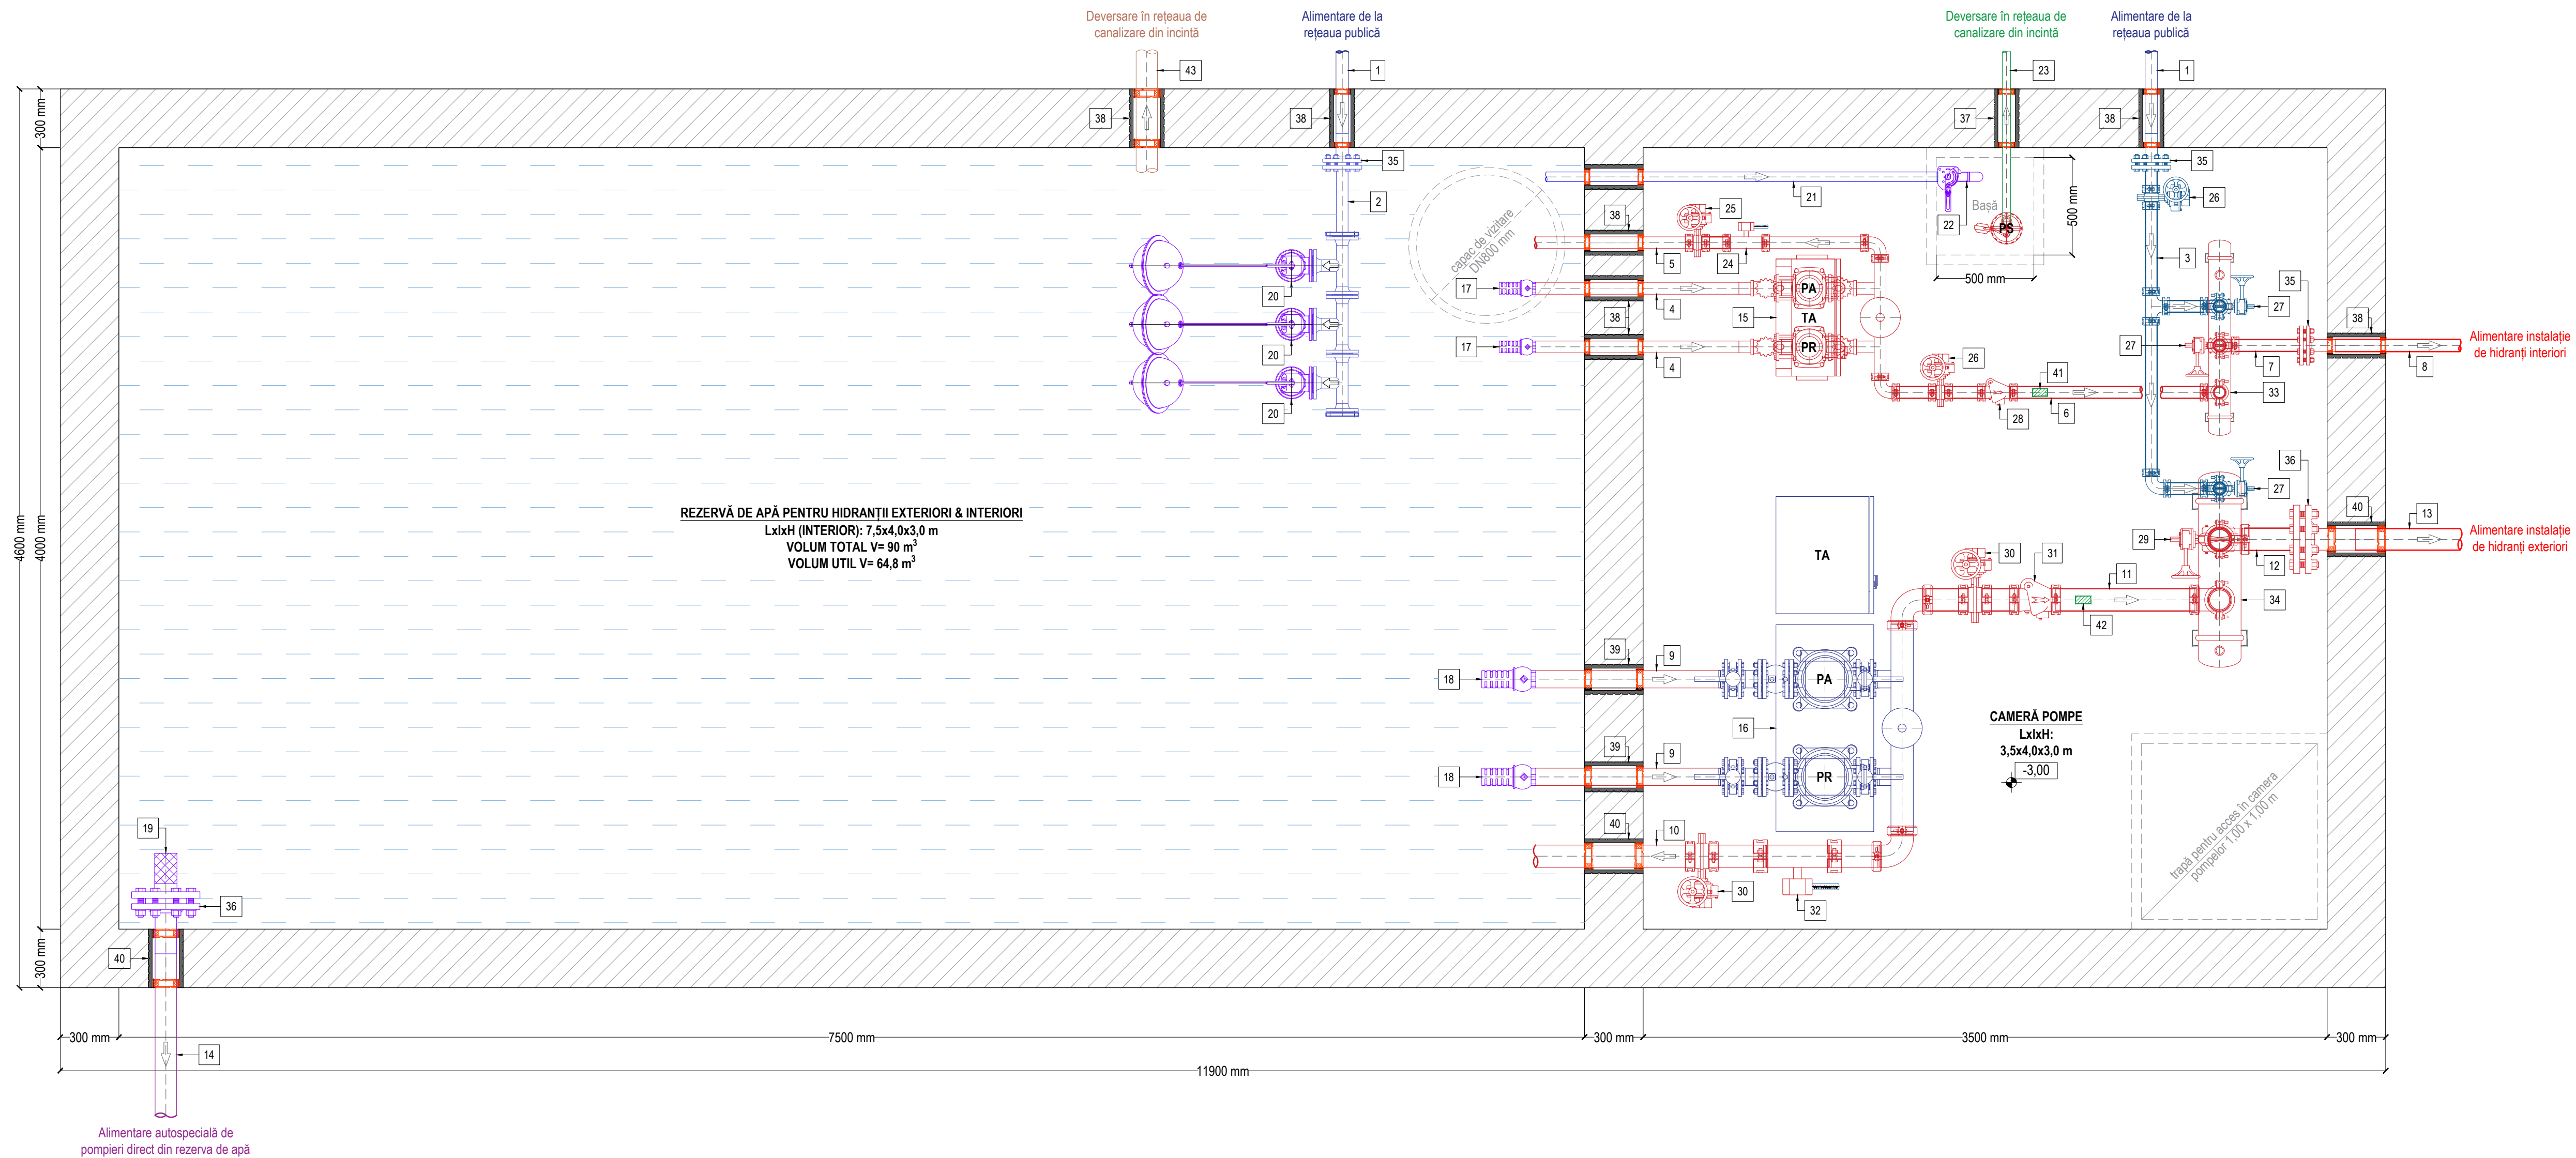 Deversare în rețeaua de
canalizare din incintă
Alimentare de la
rețeaua publică
Deversare în rețeaua de
canalizare din incintă
Alimentare de la
rețeaua publică
43
1
23
1
38
38
37
38
300 mm
35
35
2
21
22
Bașă
PS
500 mm
500 mm
26
capac de vizitare
DN800 mm
38
25
5
24
3
20
17
4
38
PA
TA
PR
15
27
35
38
20
17
4
26
27
7
8
Alimentare instalație
de hidranți interiori
20
41
28
6
33
36
27
40
13
4600 mm
4000 mm
REZERVĂ DE APĂ PENTRU HIDRANȚII EXTERIORI & INTERIORI
LxlxH (INTERIOR): 7,5x4,0x3,0 m
VOLUM TOTAL V= 90 m³
VOLUM UTIL V= 64,8 m³
TA
29
12
Alimentare instalație
de hidranți exteriori
30
31
11
34
42
39
9
18
PA
16
CAMERĂ POMPE
LxlxH:
3,5x4,0x3,0 m
-3,00
39
9
18
PR
trapă pentru acces în camera
pompelor 1,00 x 1,00 m
19
40
10
36
30
32
300 mm
40
300 mm
7500 mm
300 mm
3500 mm
300 mm
14
11900 mm
Alimentare autospecială de
pompieri direct din rezerva de apă